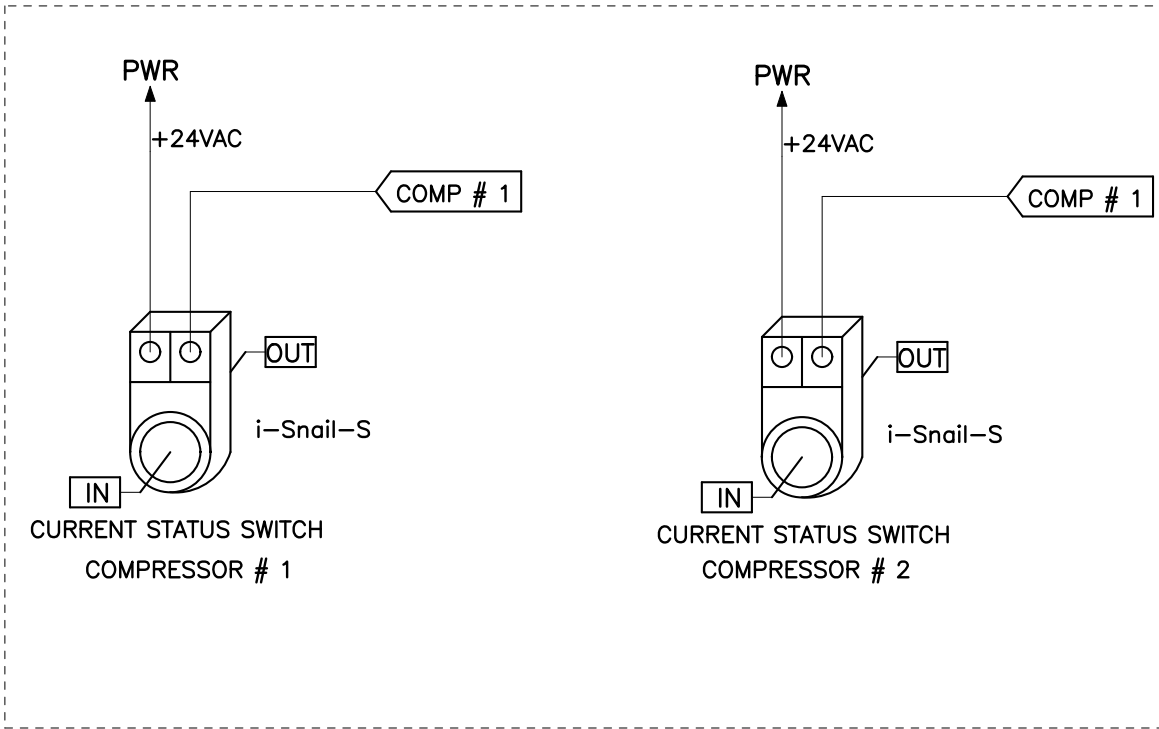 PWR
+24VAC
COMP # 1
OUT
i-Snail-S
IN
CURRENT STATUS SWITCH
COMPRESSOR # 1
PWR
+24VAC
COMP # 1
OUT
i-Snail-S
IN
CURRENT STATUS SWITCH
COMPRESSOR # 2